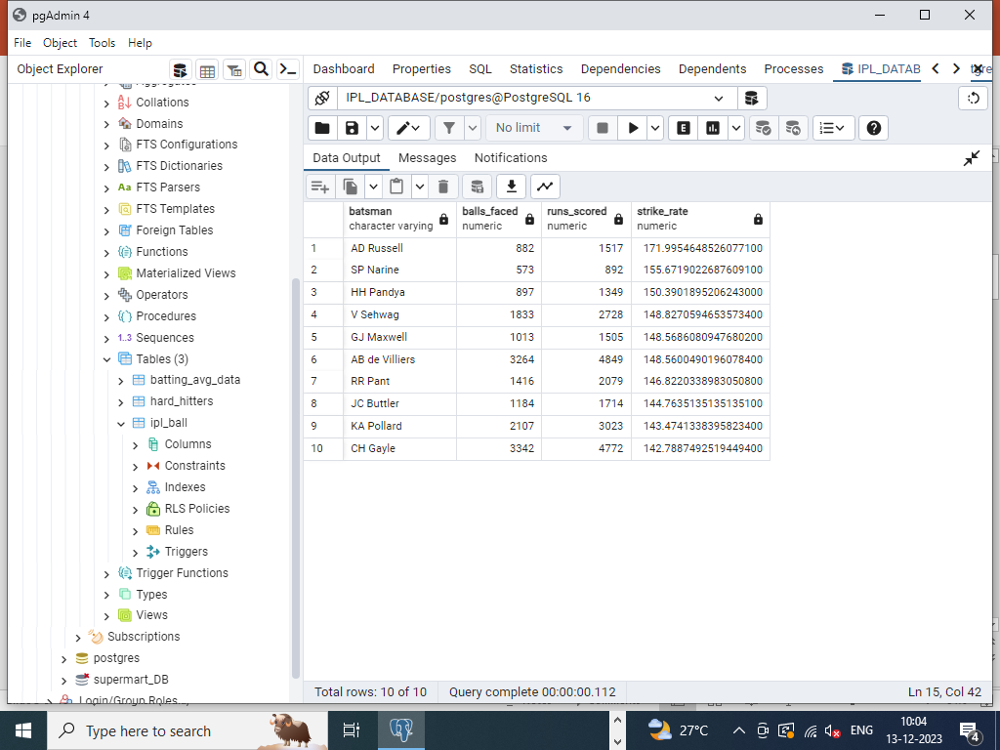 pgAdmin 4
File Object Tools Help
Object Explorer
Dashboard Properties SQL Statistics Dependencies Dependents Processes IPL_DATAB
IPL_DATABASE/postgres@PostgreSQL 16
No limit
E
Data Output Messages Notifications
Aggregates
Collations
Domains
FTS Configurations
FTS Dictionaries
Aa FTS Parsers
FTS Templates
Foreign Tables
Functions
Materialized Views
Operators
Procedures
1..3 Sequences
Tables (3)
batting_avg_data
hard_hitters
ipl_ball
Columns
Constraints
Indexes
RLS Policies
Rules
Triggers
Trigger Functions
Types
Views
Subscriptions
postgres
supermart_DB
Login/Group Roles
batsman balls_faced runs_scored strike_rate
character varying numeric numeric numeric
1 AD Russell 882 1517 171.9954648526077100
2 SP Narine 573 892 155.6719022687609100
3 HH Pandya 897 1349 150.3901895206243000
4 V Sehwag 1833 2728 148.8270594653573400
5 GJ Maxwell 1013 1505 148.5686080947680200
6 AB de Villiers 3264 4849 148.5600490196078400
7 RR Pant 1416 2079 146.8220338983050800
8 JC Buttler 1184 1714 144.7635135135135100
9 KA Pollard 2107 3023 143.4741338395823400
10 CH Gayle 3342 4772 142.7887492519449400
Total rows: 10 of 10 Query complete 00:00:00.112 Ln 15, Col 42
Type here to search
27°C
ENG
10:04
13-12-2023
4